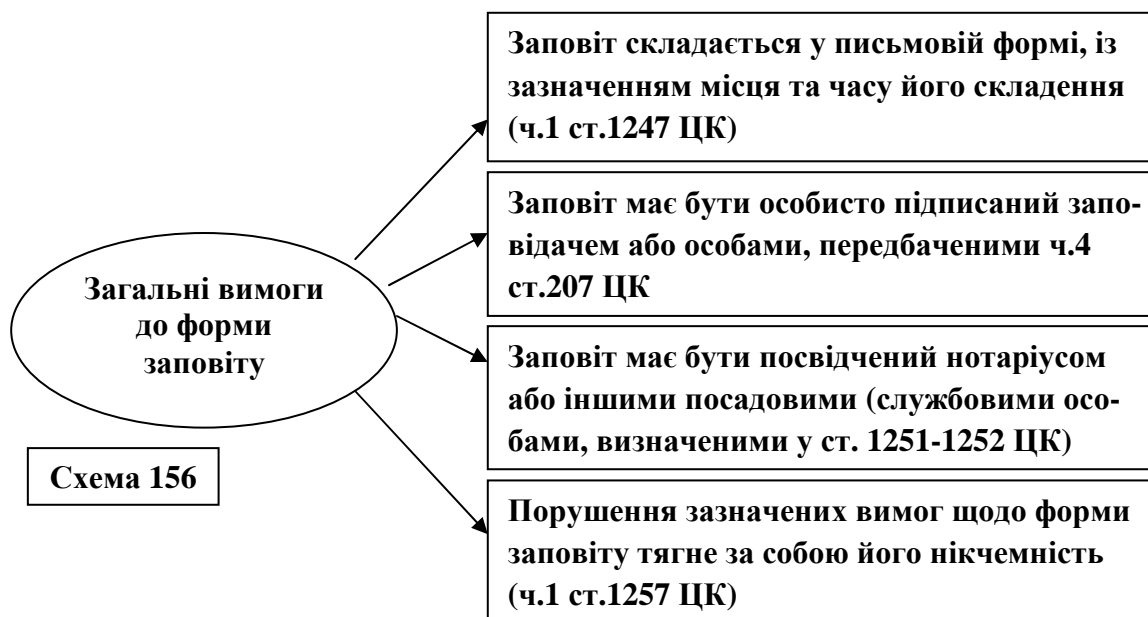 Загальні вимоги
до форми
заповіту
Схема 156
Заповіт складається у письмовій формі, із
зазначенням місця та часу його складення
(ч.1 ст.1247 ЦК)
Заповіт має бути особисто підписаний запо-
відачем або особами, передбаченими ч.4
ст.207 ЦК
Заповіт має бути посвідчений нотаріусом
або іншими посадовими (службовими осо-
бами, визначеними у ст. 1251-1252 ЦК)
Порушення зазначених вимог щодо форми
заповіту тягне за собою його нікчемність
(ч.1 ст.1257 ЦК)